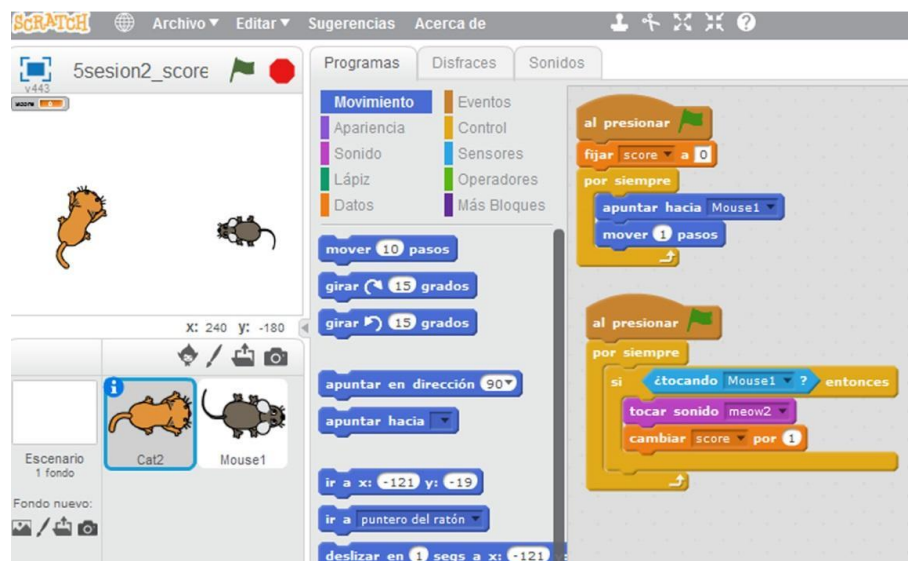 SCRATCH Archivo▼ Editar▼ Sugerencias Acerca de
v443
5sesion2_score
score
x: 240 y: -180
Escenario
1 fondo
Fondo nuevo:
Cat2
Mouse1
Programas Disfraces Sonidos
Movimiento Eventos
Apariencia Control
Sonido Sensores
Lápiz Operadores
Datos Más Bloques
mover 10 pasos
girar 15 grados
girar 15 grados
apuntar en dirección 90▼
apuntar hacia
ir a x: -121 y: -19
ir a puntero del ratón
deslizar en 1 segs a x: -121
al presionar
fijar score a 0
por siempre
apuntar hacia Mouse1
mover 1 pasos
al presionar
por siempre
si ¿tocando Mouse1 ? entonces
tocar sonido meow2
cambiar score por 1